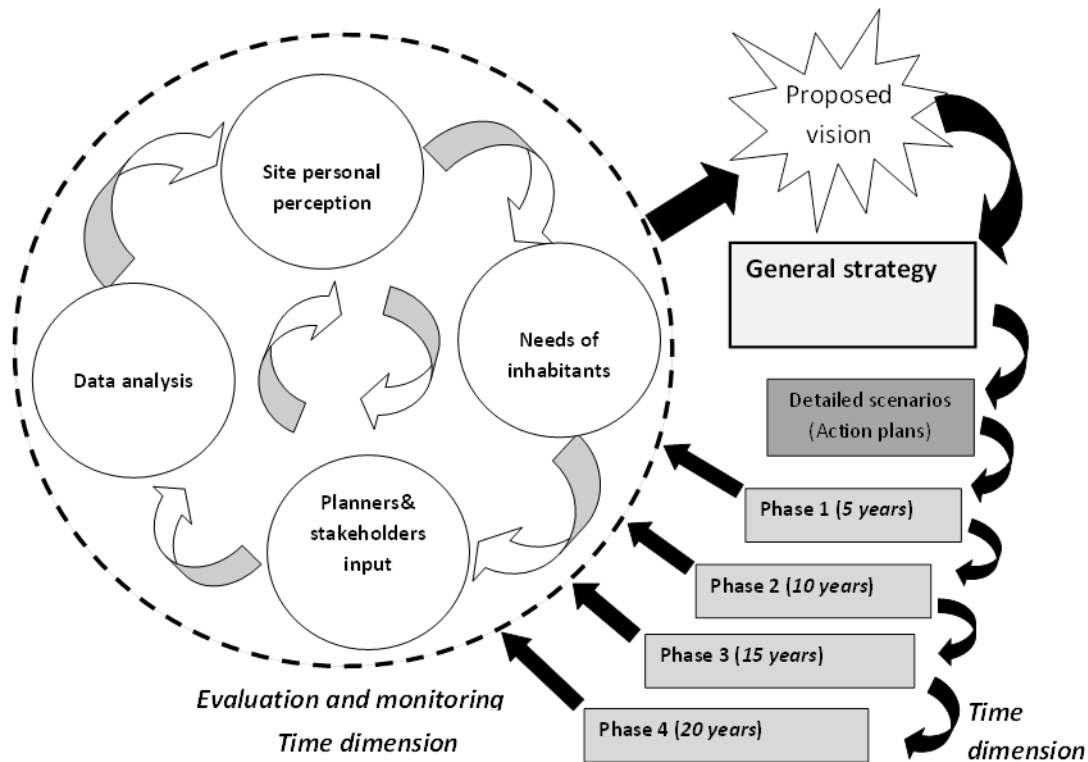 Proposed
vision
Site personal
perception
General strategy
Needs of
inhabitants
Data analysis
Detailed scenarios
(Action plans)
Planners&
stakeholders
input
Phase 1 (5 years)
Phase 2 (10 years)
Phase 3 (15 years)
Phase 4 (20 years)
Evaluation and monitoring
Time dimension
Time
dimension